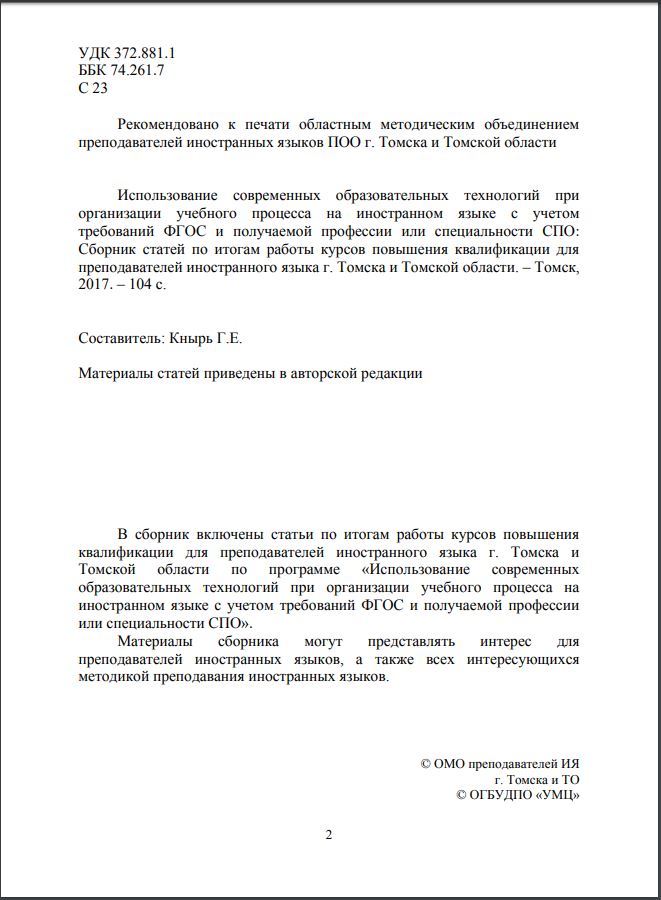 УДК 372.881.1
ББК 74.261.7
С 23
Рекомендовано к печати областным методическим объединением
преподавателей иностранных языков ПОО г. Томска и Томской области
Использование современных образовательных технологий при
организации учебного процесса на иностранном языке с учетом
требований ФГОС и получаемой профессии или специальности СПО:
Сборник статей по итогам работы курсов повышения квалификации для
преподавателей иностранного языка г. Томска и Томской области. – Томск,
2017. – 104 с.
Составитель: Кнырь Г.Е.
Материалы статей приведены в авторской редакции
В сборник включены статьи по итогам работы курсов повышения
квалификации для преподавателей иностранного языка г. Томска и
Томской области по программе «Использование современных
образовательных технологий при организации учебного процесса на
иностранном языке с учетом требований ФГОС и получаемой профессии
или специальности СПО».
Материалы сборника могут представлять интерес для
преподавателей иностранных языков, а также всех интересующихся
методикой преподавания иностранных языков.
© ОМО преподавателей ИЯ
г. Томска и ТО
© ОГБУДПО «УМЦ»
2